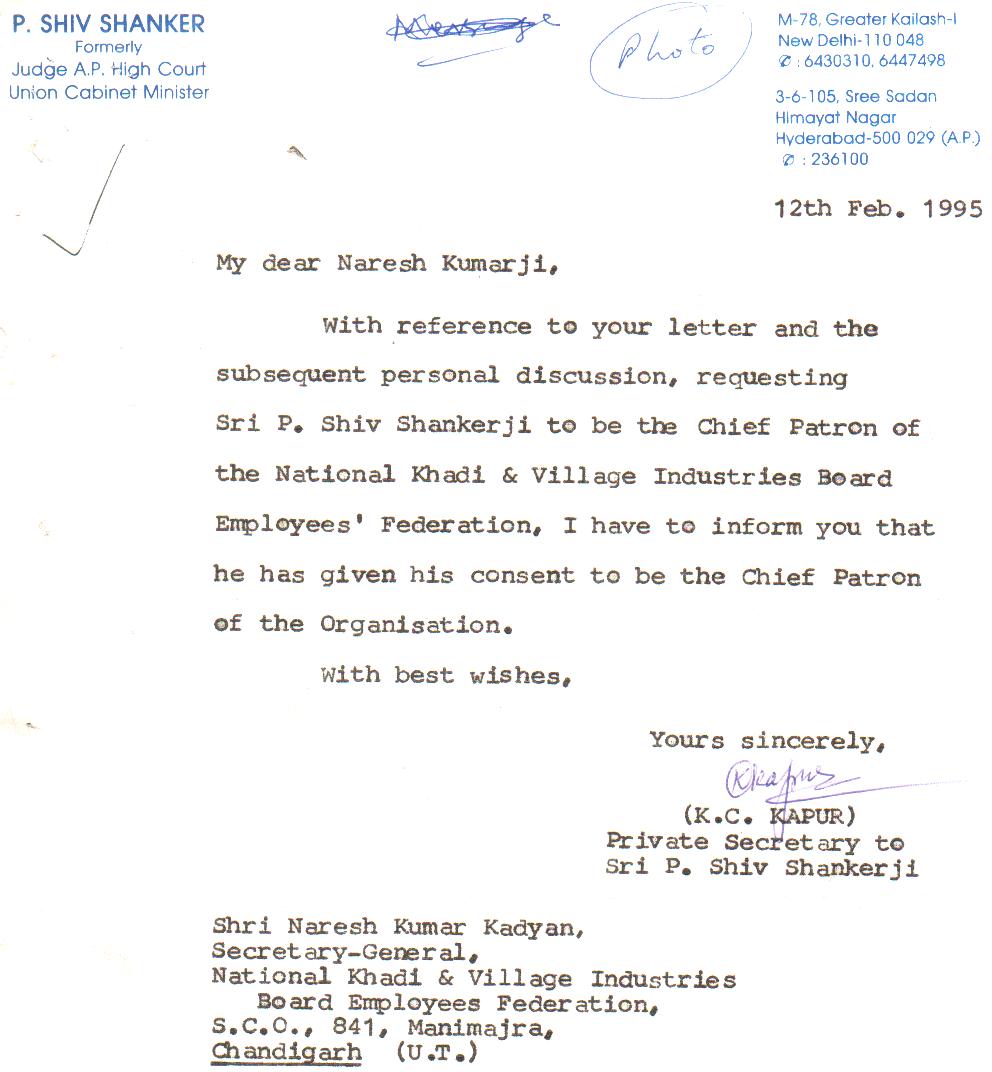 P. SHIV SHANKER
Formerly
Judge A.P. High Court
Union Cabinet Minister
Message
Photo
M-78, Greater Kailash-I
New Delhi-110 048
✆ : 6430310, 6447498
3-6-105, Sree Sadan
Himayat Nagar
Hyderabad-500 029 (A.P.)
✆ : 236100
12th Feb. 1995
My dear Naresh Kumarji,
With reference to your letter and the
subsequent personal discussion, requesting
Sri P. Shiv Shankerji to be the Chief Patron of
the National Khadi & Village Industries Board
Employees' Federation, I have to inform you that
he has given his consent to be the Chief Patron
of the Organisation.
With best wishes,
Yours sincerely,
KKapur
(K.C. KAPUR)
Private Secretary to
Sri P. Shiv Shankerji
Shri Naresh Kumar Kadyan,
Secretary-General,
National Khadi & Village Industries
Board Employees Federation,
S.C.O., 841, Manimajra,
Chandigarh (U.T.)